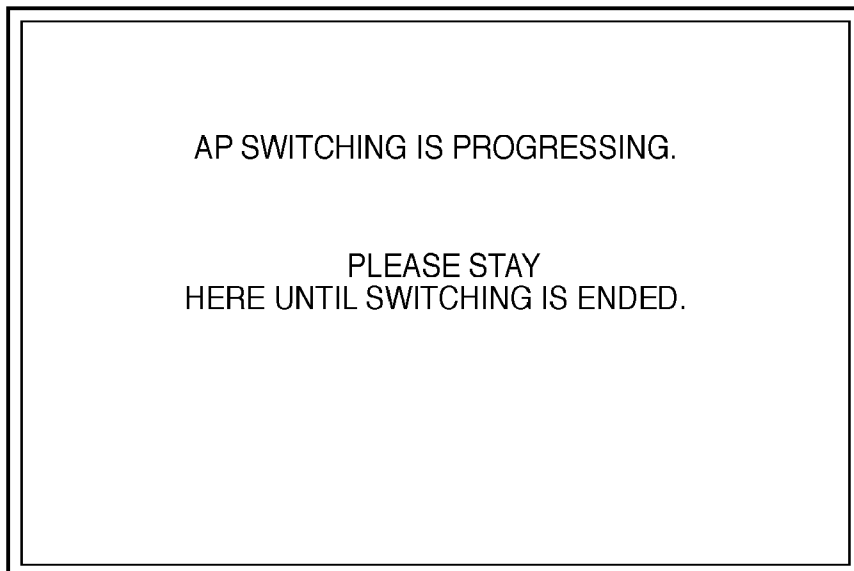 AP SWITCHING IS PROGRESSING.
PLEASE STAY
HERE UNTIL SWITCHING IS ENDED.